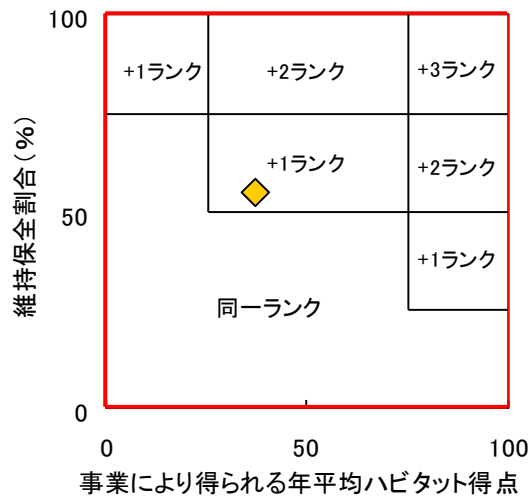 100
+1ランク
+2ランク
+3ランク
維持保全割合(%)
+1ランク
+2ランク
50
+1ランク
同一ランク
0
0
50
100
事業により得られる年平均ハビタット得点